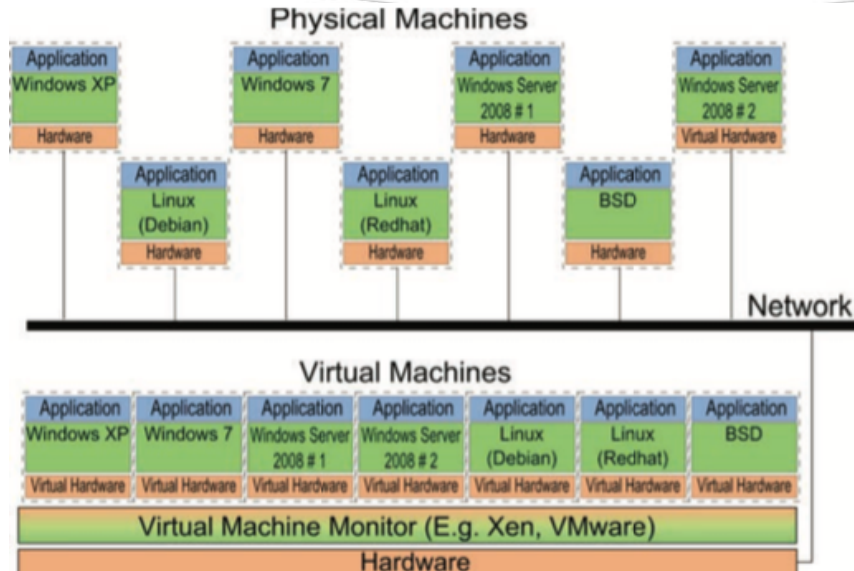 Physical Machines
Application
Windows XP
Hardware
Application
Windows 7
Hardware
Application
Windows Server
2008 # 1
Hardware
Application
Windows Server
2008 # 2
Virtual Hardware
Application
Linux
(Debian)
Hardware
Application
Linux
(Redhat)
Hardware
Application
BSD
Hardware
Network
Virtual Machines
Application
Windows XP
Virtual Hardware
Application
Windows 7
Virtual Hardware
Application
Windows Server
2008 # 1
Virtual Hardware
Application
Windows Server
2008 # 2
Virtual Hardware
Application
Linux
(Debian)
Virtual Hardware
Application
Linux
(Redhat)
Virtual Hardware
Application
BSD
Virtual Hardware
Virtual Machine Monitor (E.g. Xen, VMware)
Hardware